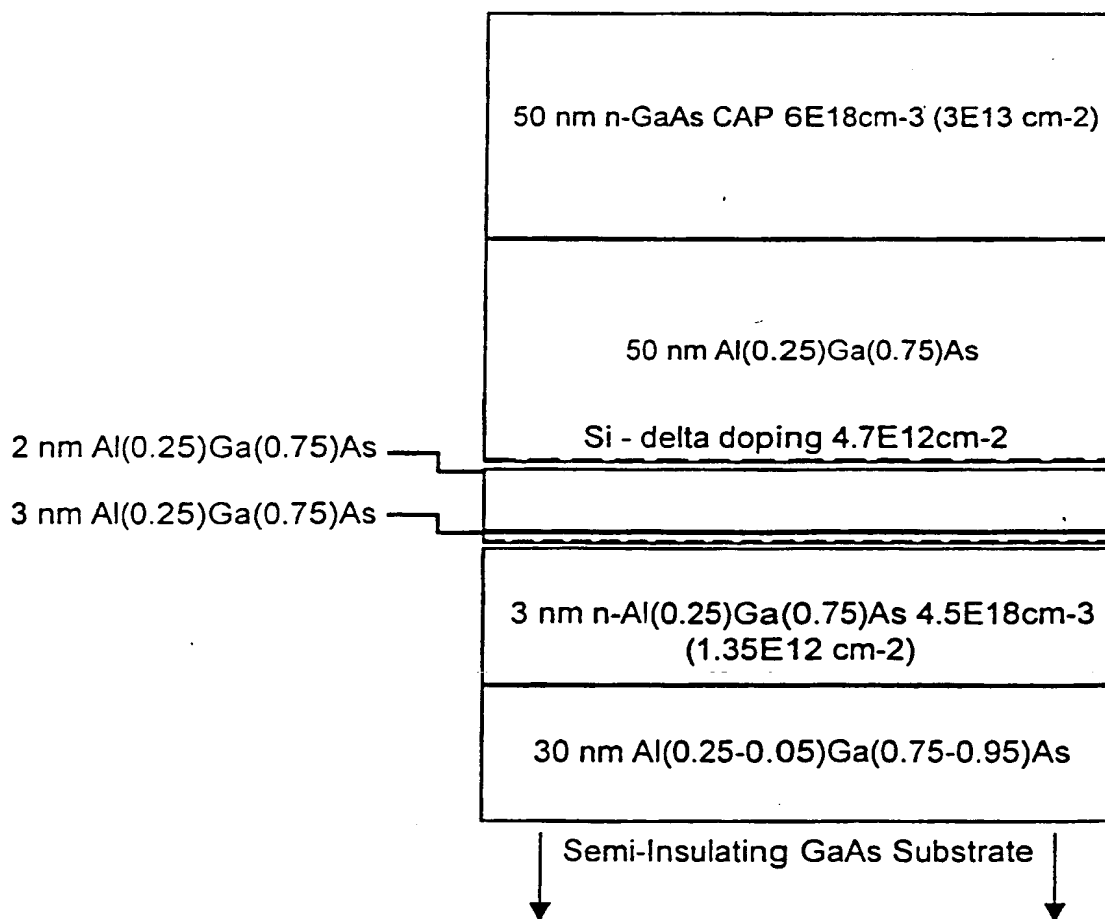 50 nm n-GaAs CAP 6E18cm-3 (3E13 cm-2)
50 nm Al(0.25)Ga(0.75)As
Si - delta doping 4.7E12cm-2
2 nm Al(0.25)Ga(0.75)As
3 nm Al(0.25)Ga(0.75)As
3 nm n-Al(0.25)Ga(0.75)As 4.5E18cm-3
(1.35E12 cm-2)
30 nm Al(0.25-0.05)Ga(0.75-0.95)As
Semi-Insulating GaAs Substrate